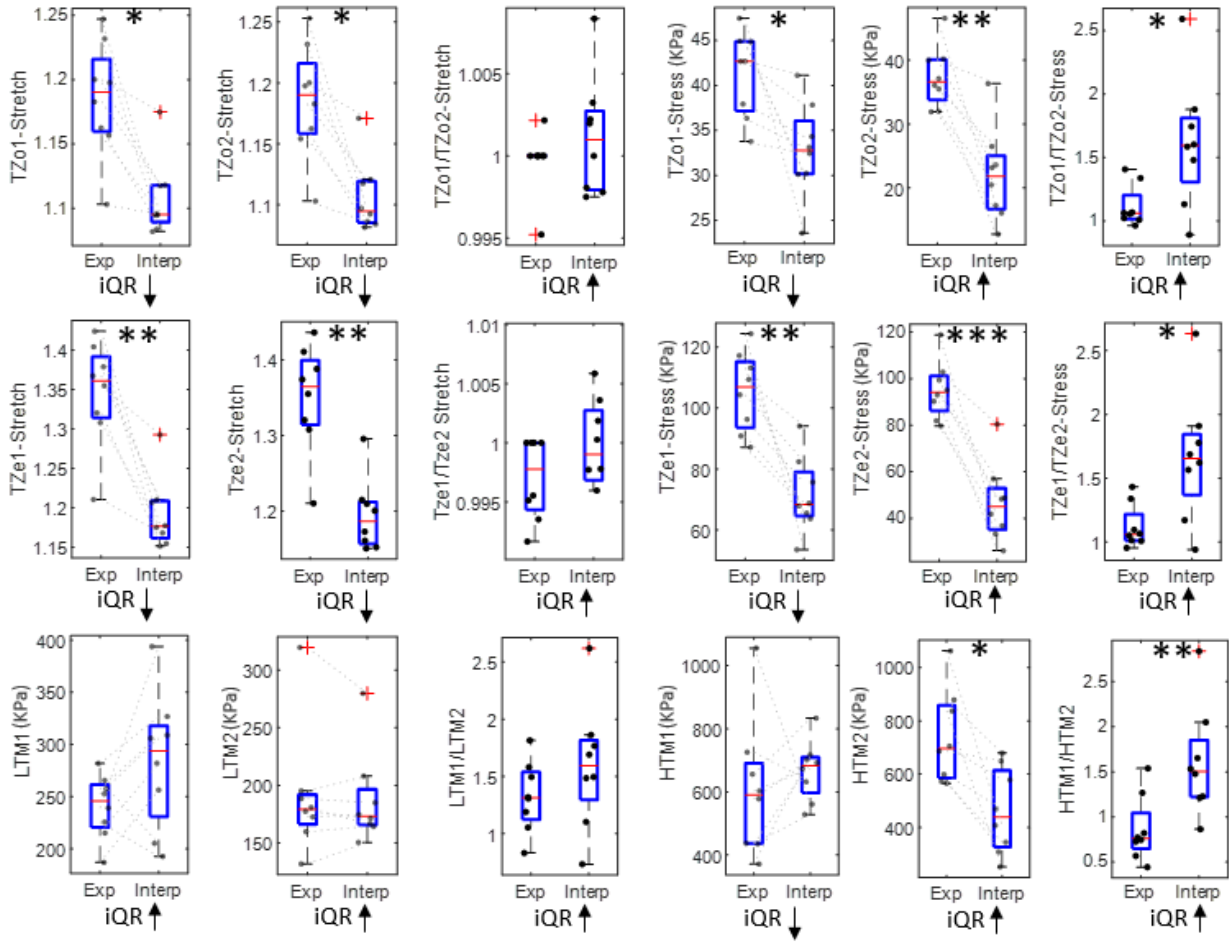 TZo1-Stretch
1.25
1.2
1.15
1.1
*
Exp Interp
iQR ↓
TZo2-Stretch
1.25
1.2
1.15
1.1
*
Exp Interp
iQR ↓
TZo1/TZo2-Stretch
1.005
1
0.995
Exp Interp
iQR ↑
TZo1-Stress (KPa)
45
40
35
30
25
*
Exp Interp
iQR ↓
TZo2-Stress (KPa)
40
30
20
**
Exp Interp
iQR ↑
TZo1/TZo2-Stress
2.5
2
1.5
1
*
Exp Interp
iQR ↑
TZe1-Stretch
1.4
1.35
1.3
1.25
1.2
1.15
**
Exp Interp
iQR ↓
Tze2-Stretch
1.4
1.3
1.2
**
Exp Interp
iQR ↓
Tze1/Tze2 Stretch
1.01
1.005
1
0.995
Exp Interp
iQR ↑
TZe1-Stress (KPa)
120
100
80
60
**
Exp Interp
iQR ↓
TZe2-Stress (KPa)
120
100
80
60
40
***
Exp Interp
iQR ↑
TZe1/TZe2-Stress
2.5
2
1.5
1
*
Exp Interp
iQR ↑
LTM1 (KPa)
400
350
300
250
200
Exp Interp
iQR ↑
LTM2 (KPa)
300
250
200
150
Exp Interp
iQR ↑
LTM1/LTM2
2.5
2
1.5
1
Exp Interp
iQR ↑
HTM1 (KPa)
1000
800
600
400
Exp Interp
iQR ↓
HTM2 (KPa)
1000
800
600
400
*
Exp Interp
iQR ↑
HTM1/HTM2
2.5
2
1.5
1
0.5
**
Exp Interp
iQR ↑